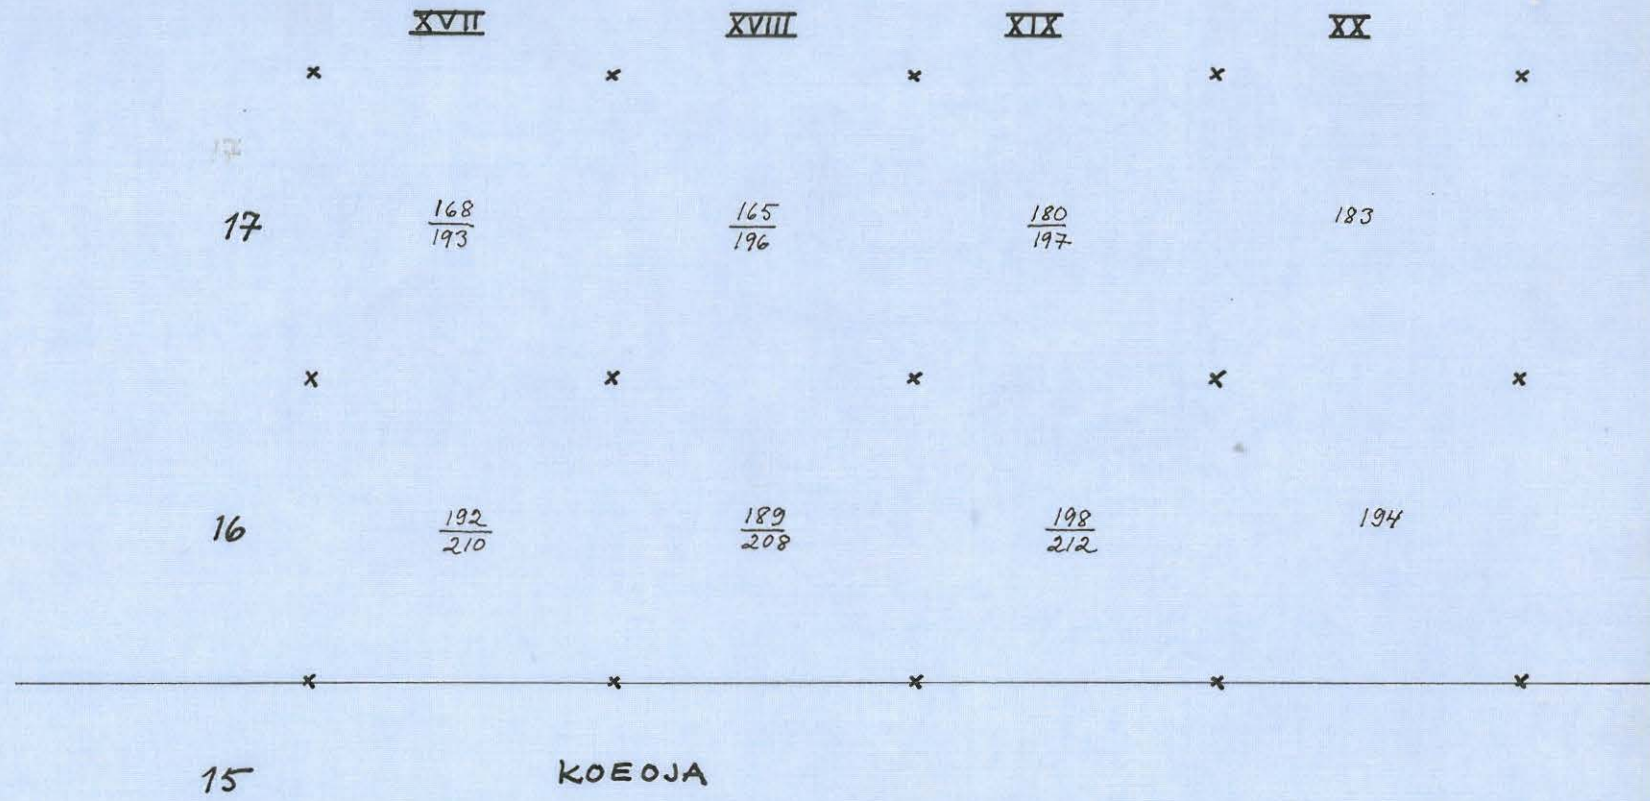 XVII XVIII XIX XX
x x x x x
17 168/193 165/196 180/197 183
x x x x x
16 192/210 189/208 198/212 194
x x x x x
15 KOEOJA